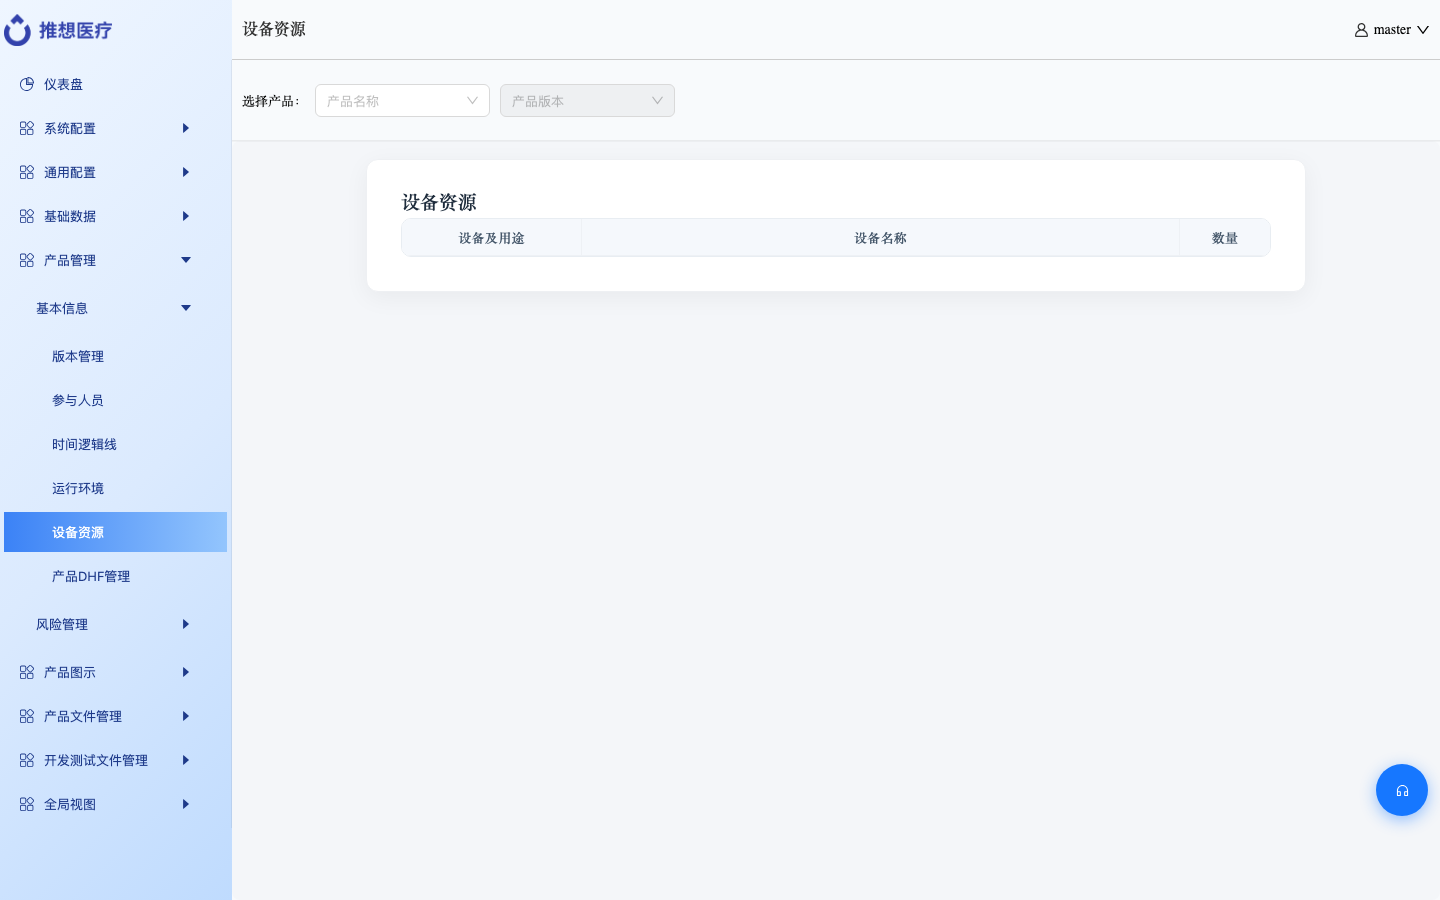 推想医疗
设备资源
master
仪表盘
系统配置
通用配置
基础数据
产品管理
基本信息
版本管理
参与人员
时间逻辑线
运行环境
设备资源
产品DHF管理
风险管理
产品图示
产品文件管理
开发测试文件管理
全局视图
选择产品： 产品名称 产品版本
设备资源
设备及用途 设备名称 数量